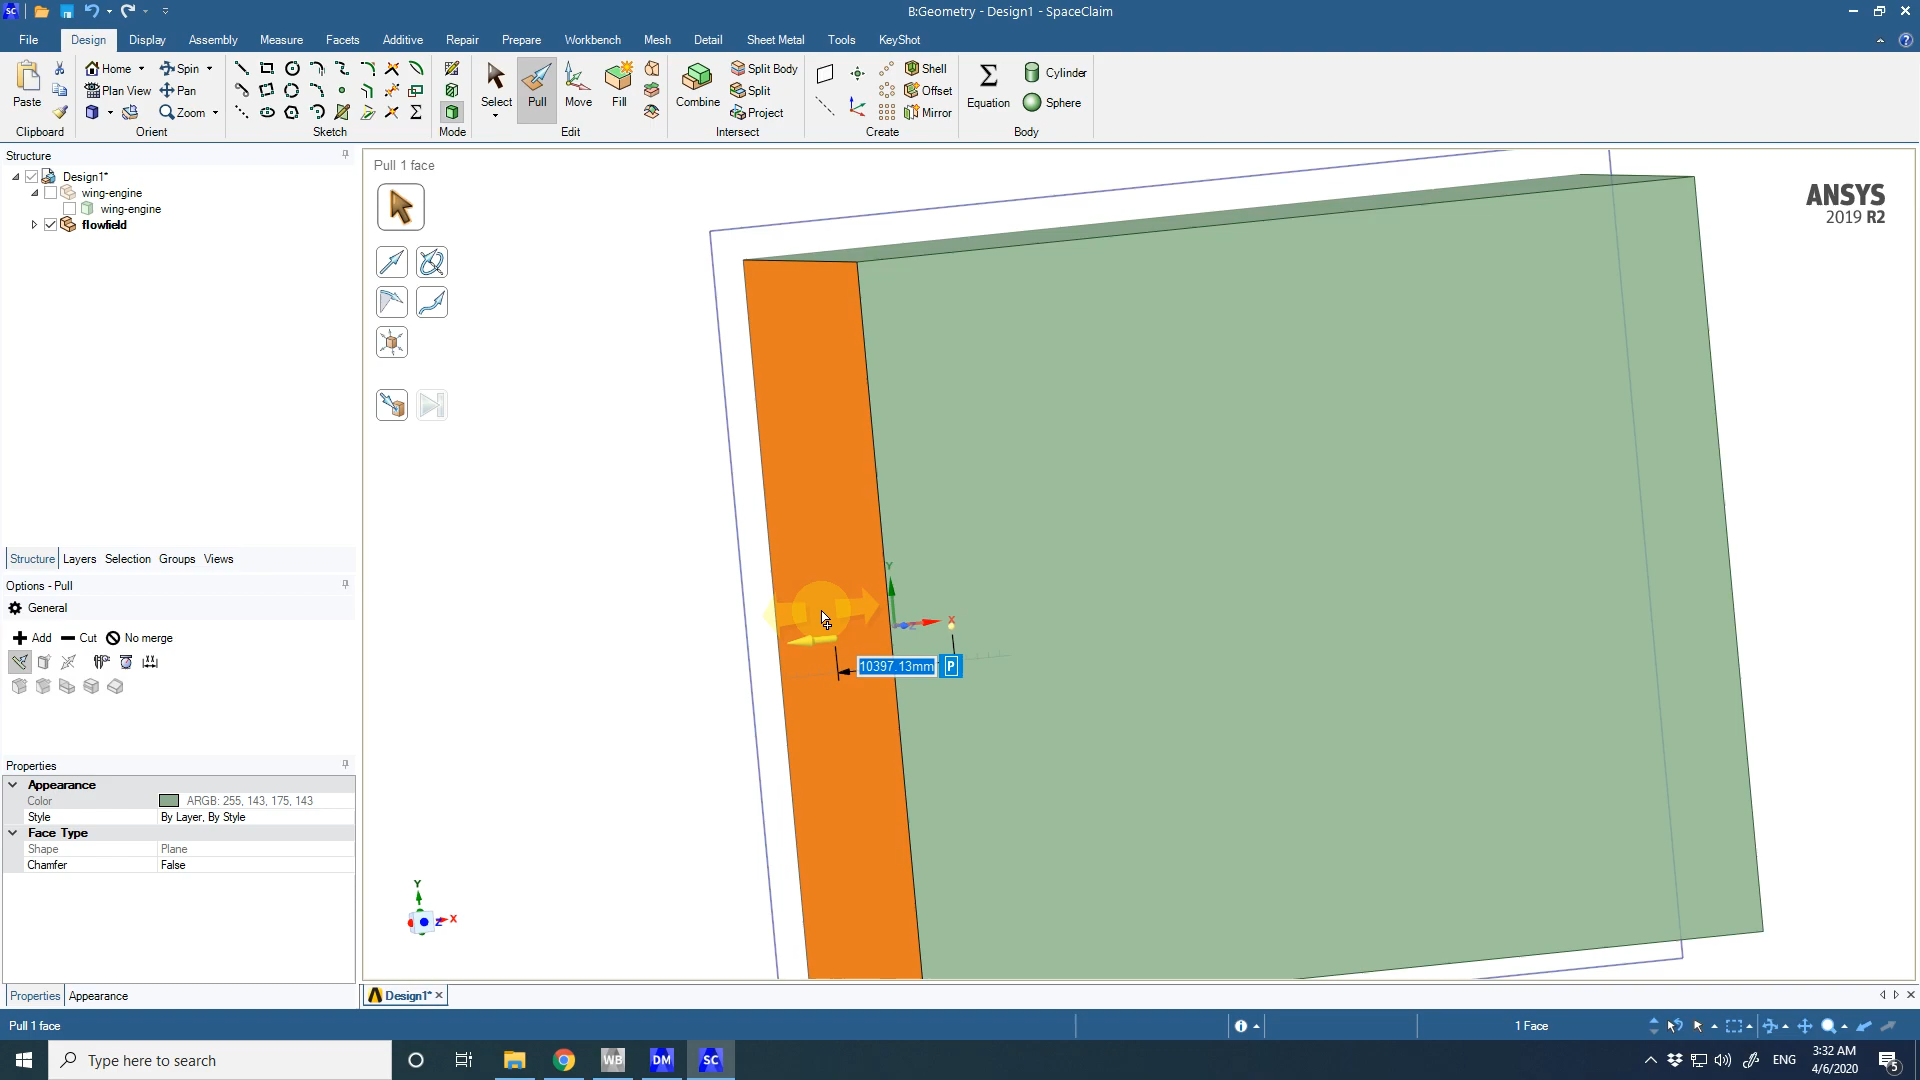 SC
B:Geometry - Design1 - SpaceClaim
File Design Display Assembly Measure Facets Additive Repair Prepare Workbench Mesh Detail Sheet Metal Tools KeyShot
Paste
Clipboard
Home Spin
Plan View Pan
Zoom
Orient
Sketch
Mode
Select Pull Move Fill
Edit
Combine
Split Body
Split
Project
Intersect
Shell
Offset
Mirror
Create
Equation
Cylinder
Sphere
Body
Structure
Design1*
wing-engine
wing-engine
flowfield
Structure Layers Selection Groups Views
Options - Pull
General
Add Cut No merge
Properties
Appearance
Color ARGB: 255, 143, 175, 143
Style By Layer, By Style
Face Type
Shape Plane
Chamfer False
Properties Appearance
Pull 1 face
ANSYS
2019 R2
Y
X
Z
10397.13mm P
Y
Z X
Design1*
Pull 1 face
1 Face
Type here to search
WB DM SC
ENG
3:32 AM
4/6/2020
5